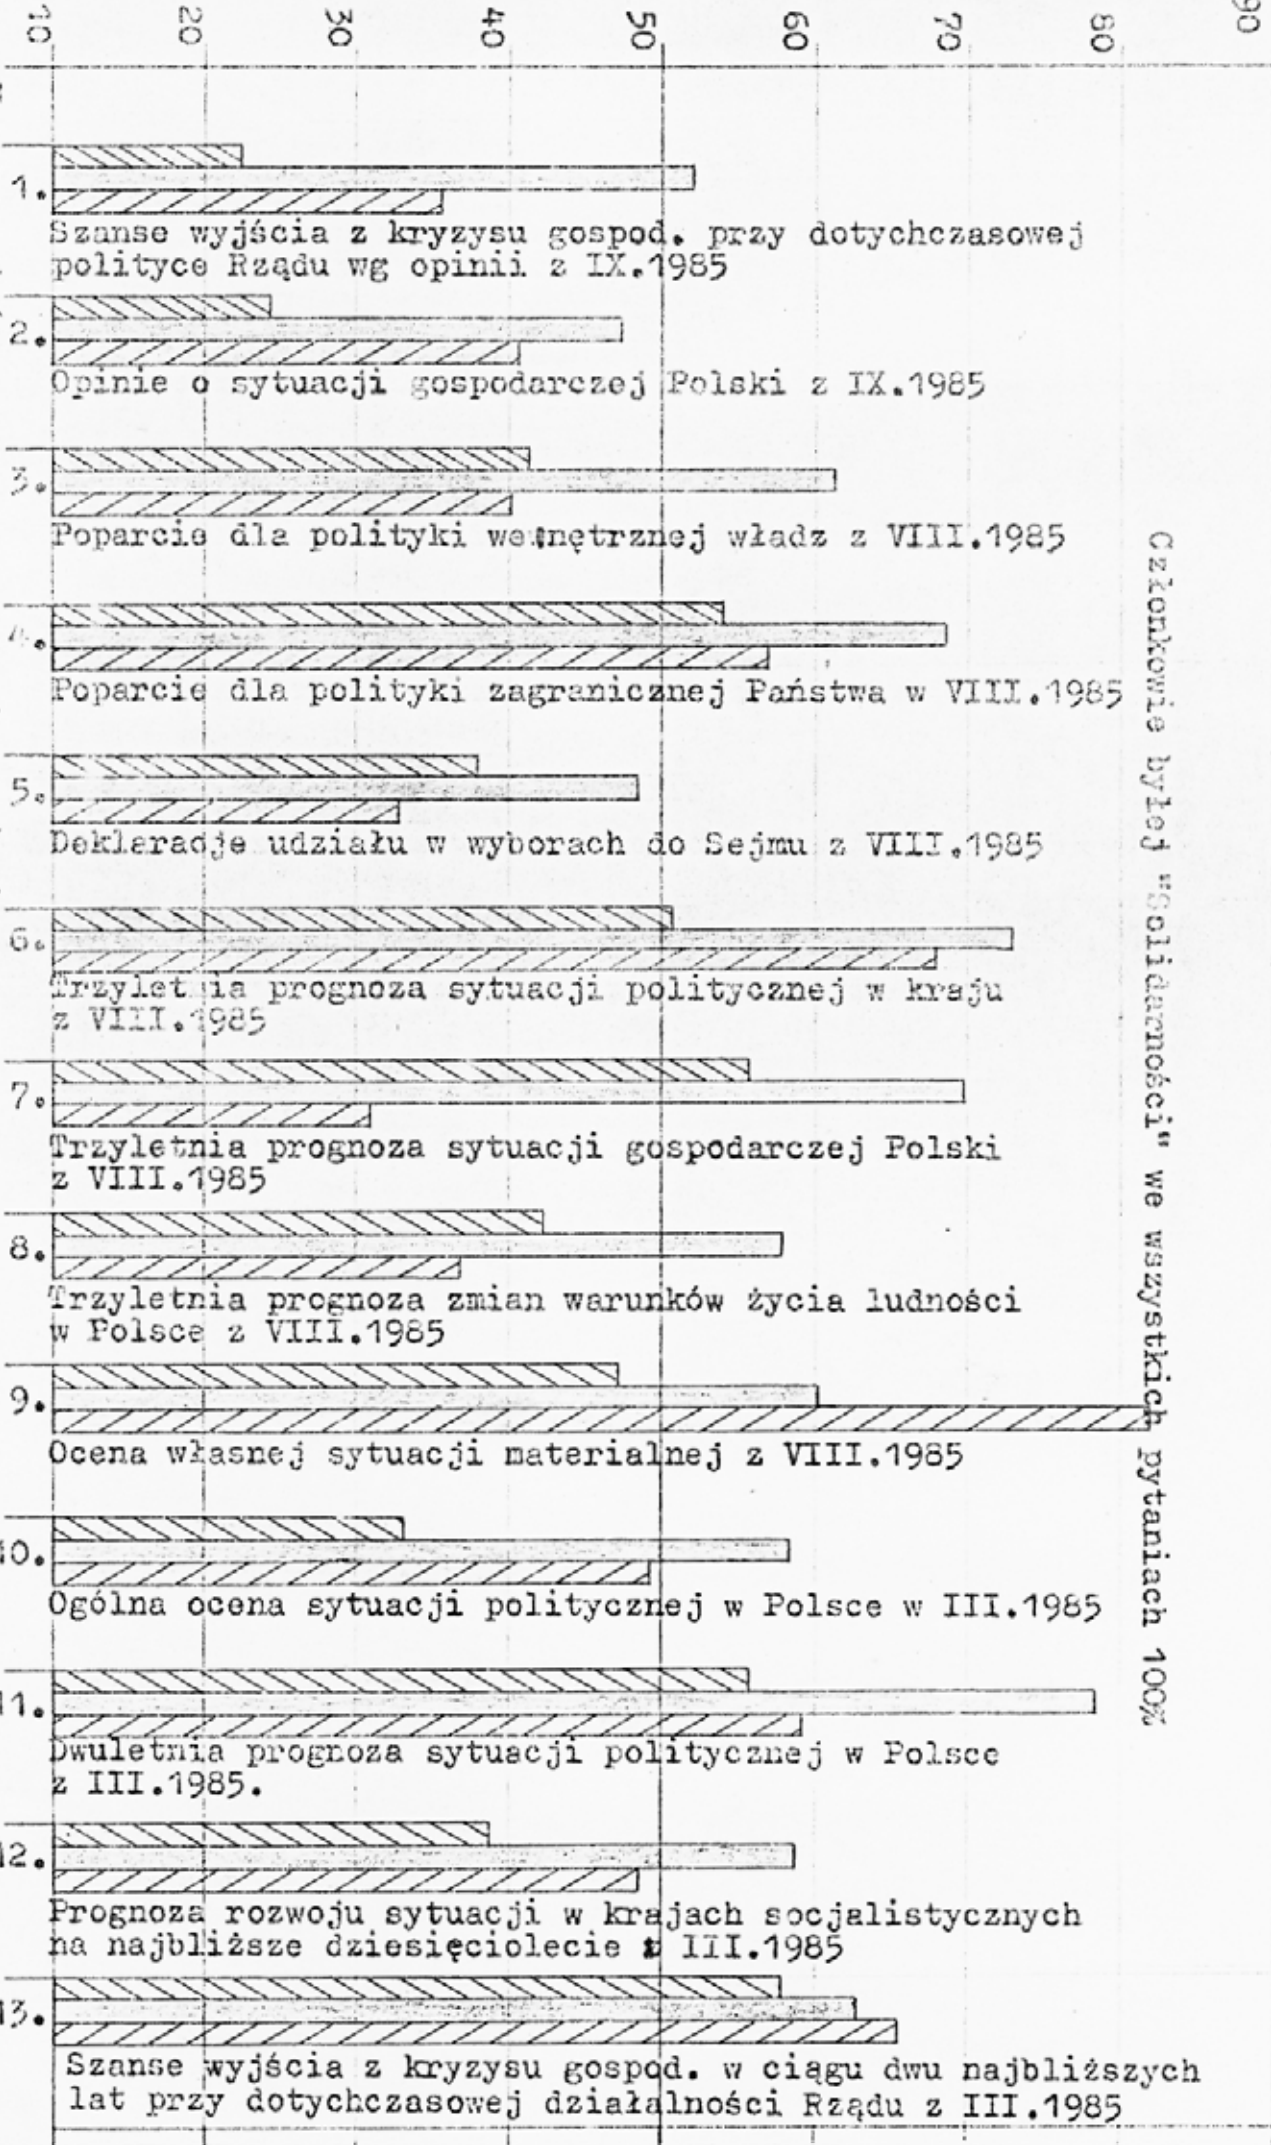 10 20 30 40 50 60 70 80 90
1.
Szanse wyjścia z kryzysu gospod. przy dotychczasowej
polityce Rządu wg opinii z IX.1985
2.
Opinie o sytuacji gospodarczej Polski z IX.1985
3.
Poparcie dla polityki wewnętrznej władz z VIII.1985
4.
Poparcie dla polityki zagranicznej Państwa w VIII.1985
5.
Deklaracje udziału w wyborach do Sejmu z VIII.1985
6.
Trzyletnia prognoza sytuacji politycznej w kraju
z VIII.1985
7.
Trzyletnia prognoza sytuacji gospodarczej Polski
z VIII.1985
8.
Trzyletnia prognoza zmian warunków życia ludności
w Polsce z VIII.1985
9.
Ocena własnej sytuacji materialnej z VIII.1985
10.
Ogólna ocena sytuacji politycznej w Polsce w III.1985
11.
Dwuletnia prognoza sytuacji politycznej w Polsce
z III.1985.
12.
Prognoza rozwoju sytuacji w krajach socjalistycznych
na najbliższe dziesięciolecie z III.1985
13.
Szanse wyjścia z kryzysu gospod. w ciągu dwu najbliższych
lat przy dotychczasowej działalności Rządu z III.1985
Członkowie byłej "Solidarności" we wszystkich pytaniach 100%